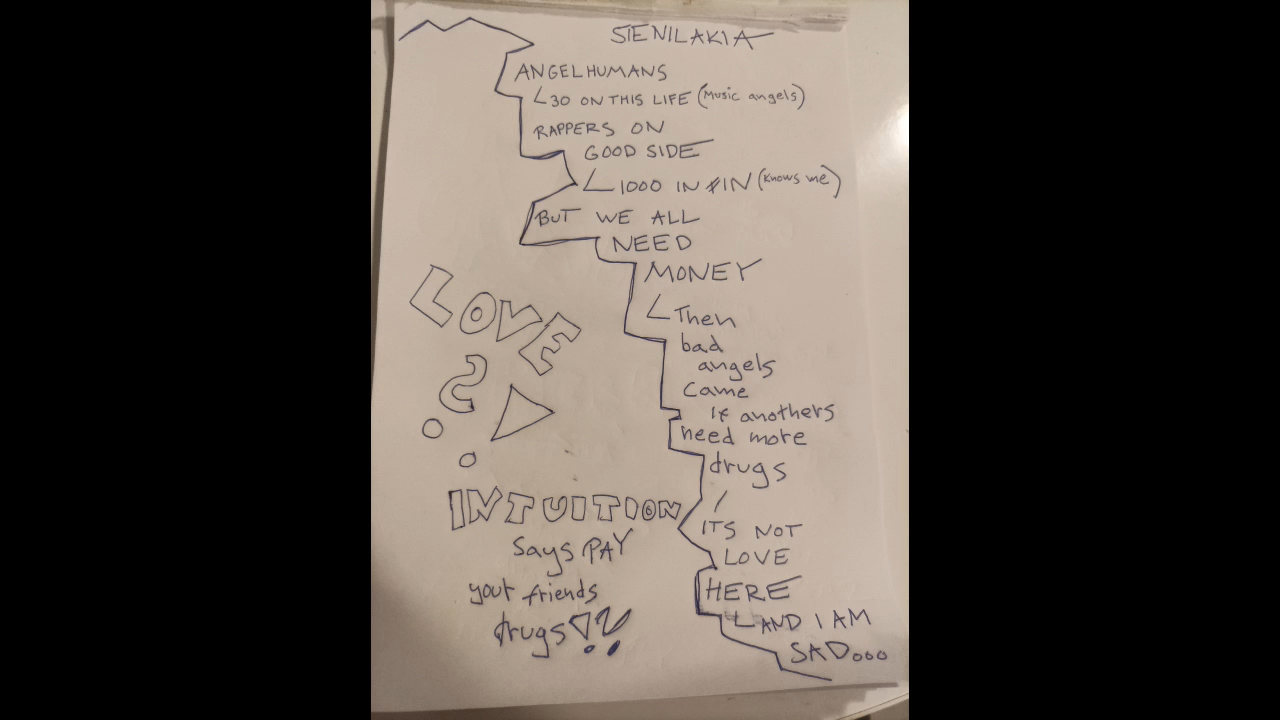 SIENILAKIA
ANGELHUMANS
30 ON THIS LIFE (Music angels)
RAPPERS ON
GOOD SIDE
1000 IN #IN (knows me)
BUT WE ALL
NEED
MONEY
Then
bad
angels
came
If anothers
need more
drugs
ITS NOT
LOVE
HERE
AND I AM
SAD...
LOVE
?!
INTUITION
says PAY
your friends
drugs!!